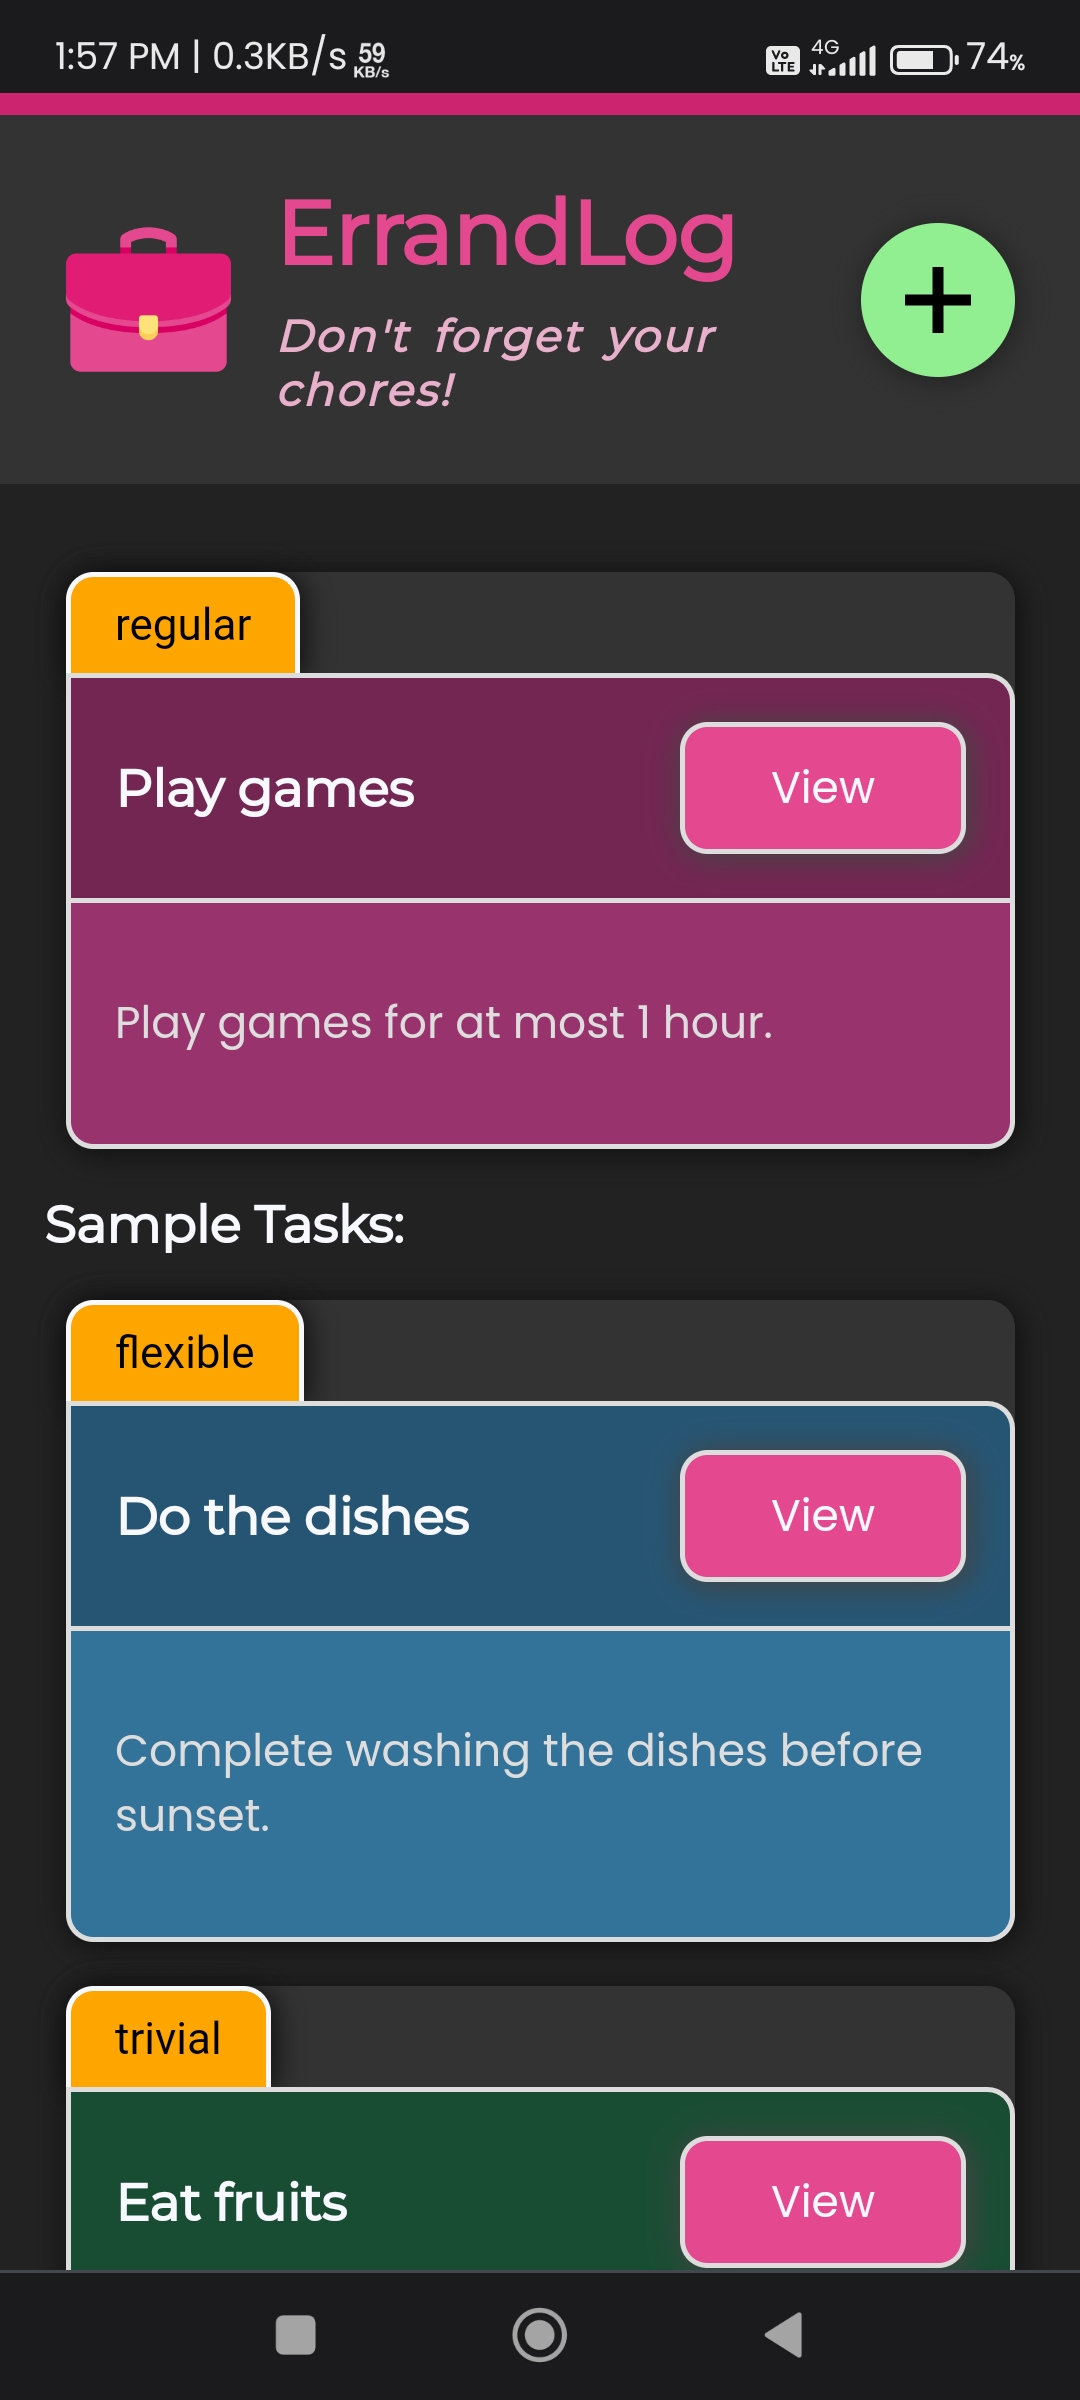 1:57 PM | 0.3KB/s 59 KB/s Vo LTE 4G 74%
ErrandLog
Don't forget your
chores!
regular
Play games View
Play games for at most 1 hour.
Sample Tasks:
flexible
Do the dishes View
Complete washing the dishes before
sunset.
trivial
Eat fruits View